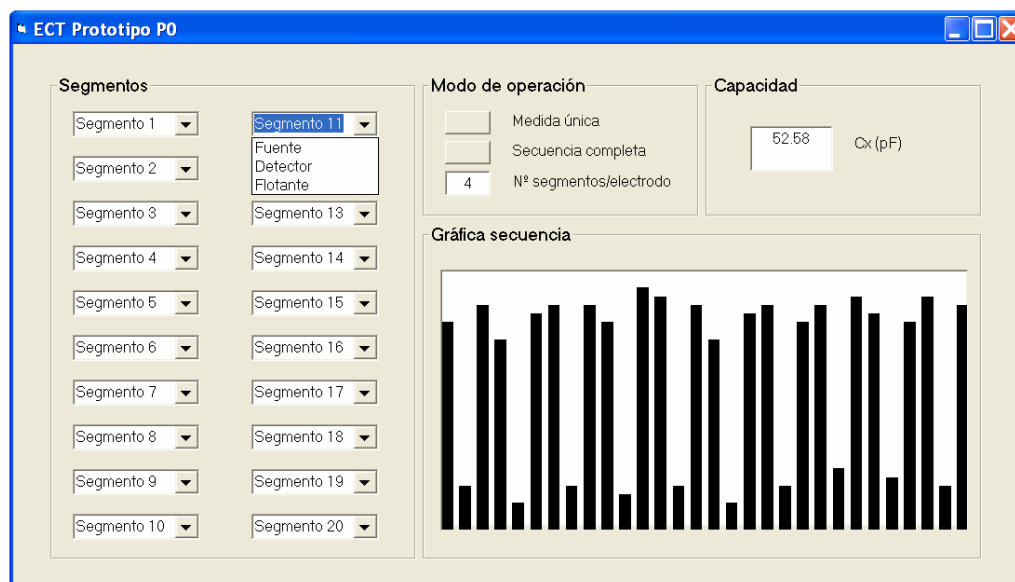 ECT Prototipo P0
Segmentos
Segmento 1
Segmento 2
Segmento 3
Segmento 4
Segmento 5
Segmento 6
Segmento 7
Segmento 8
Segmento 9
Segmento 10
Segmento 11
Fuente
Detector
Flotante
Segmento 13
Segmento 14
Segmento 15
Segmento 16
Segmento 17
Segmento 18
Segmento 19
Segmento 20
Modo de operación
Medida única
Secuencia completa
4 Nº segmentos/electrodo
Capacidad
52.58 Cx (pF)
Gráfica secuencia